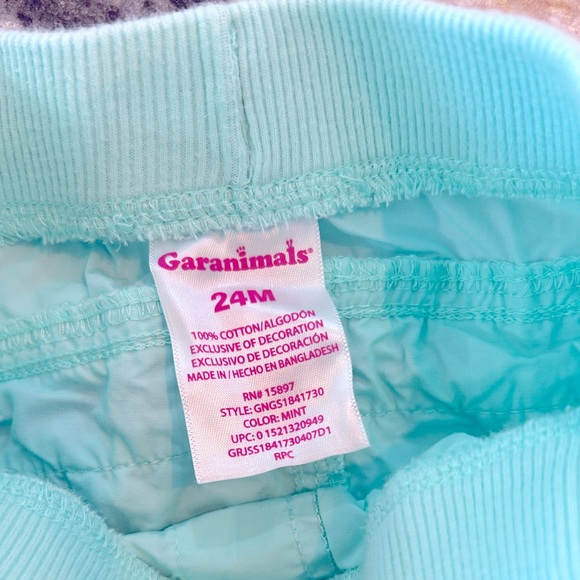 Garanimals®
24M
100% COTTON/ALGODÓN
EXCLUSIVE OF DECORATION
EXCLUSIVO DE DECORACIÓN
MADE IN / HECHO EN BANGLADESH
RN# 15897
STYLE: GNGS1841730
COLOR: MINT
UPC: 0 1521320949
GRJSS1841730407D1
RPC